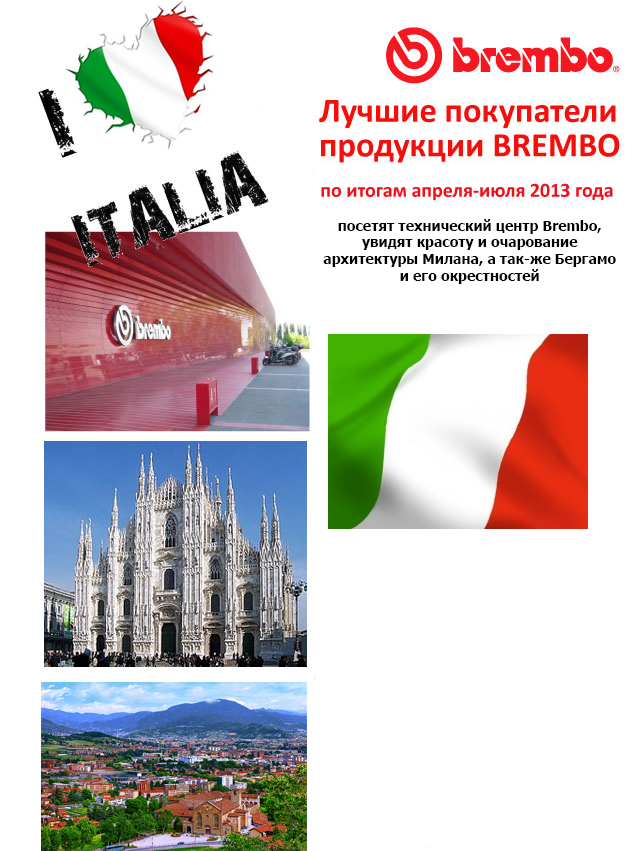 I
ITALIA
brembo®
Лучшие покупатели
продукции BREMBO
по итогам апреля-июля 2013 года
посетят технический центр Brembo,
увидят красоту и очарование
архитектуры Милана, а так-же Бергамо
и его окрестностей
brembo